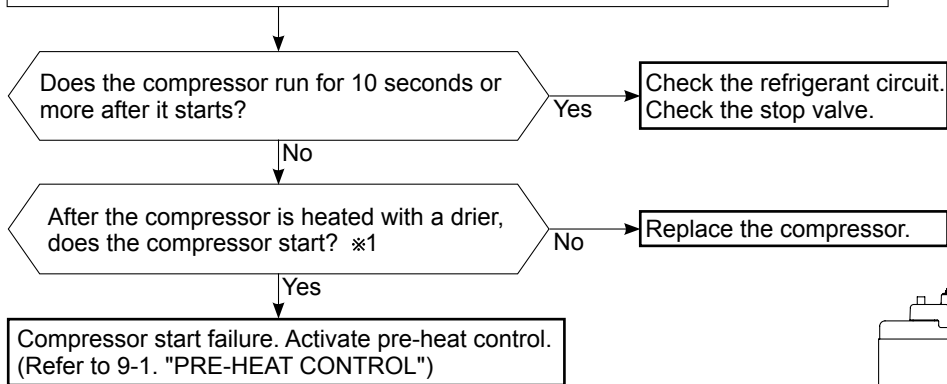 Does the compressor run for 10 seconds or
more after it starts?
Yes
Check the refrigerant circuit.
Check the stop valve.
No
After the compressor is heated with a drier,
does the compressor start? ※1
No
Replace the compressor.
Yes
Compressor start failure. Activate pre-heat control.
(Refer to 9-1. "PRE-HEAT CONTROL")